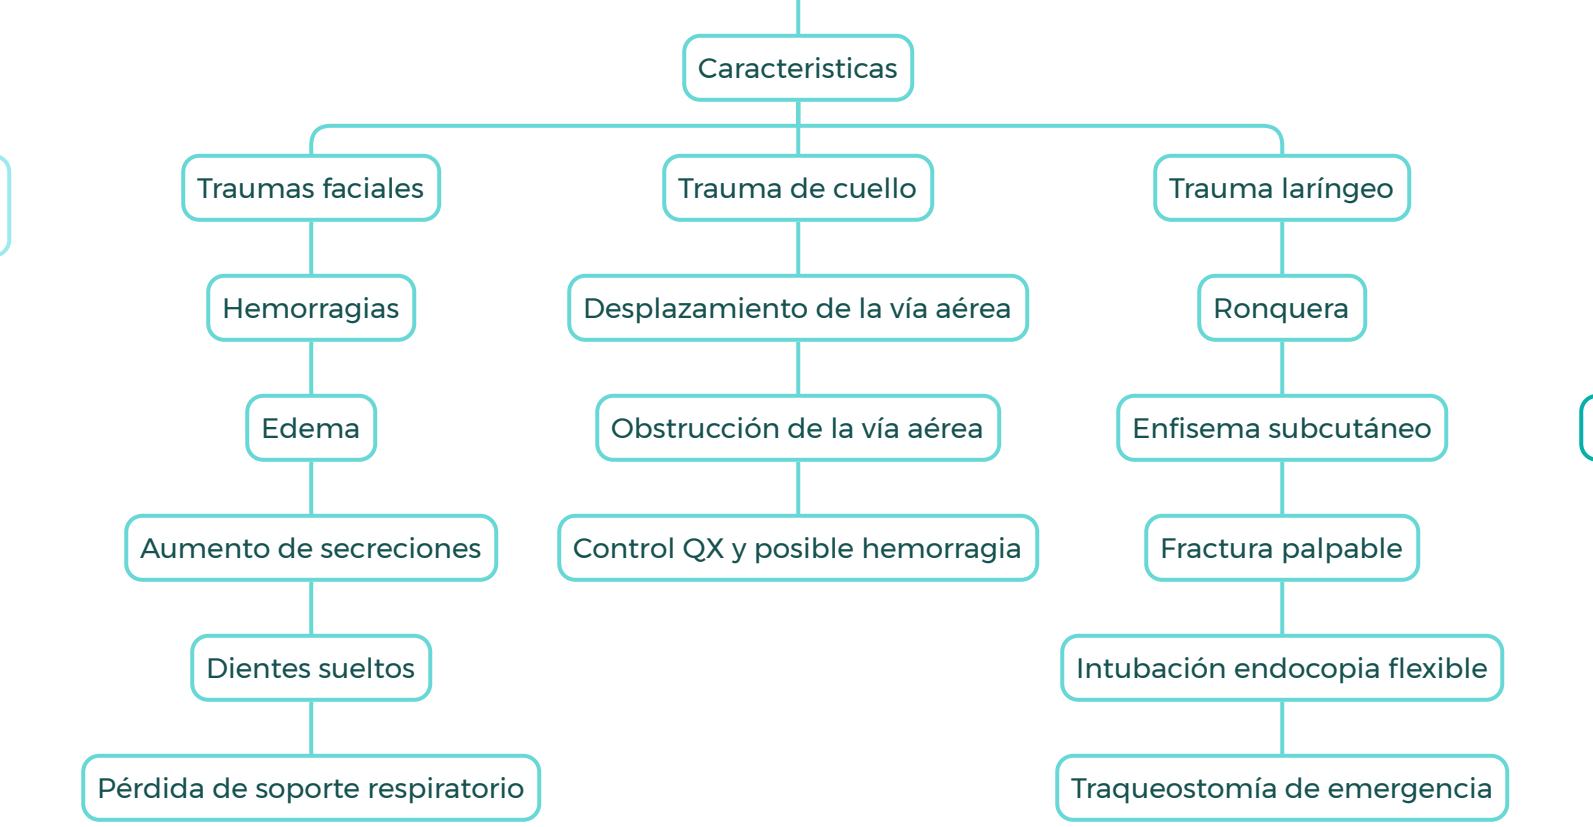 Caracteristicas
Traumas faciales
Trauma de cuello
Trauma laríngeo
Hemorragias
Desplazamiento de la vía aérea
Ronquera
Edema
Obstrucción de la vía aérea
Enfisema subcutáneo
Aumento de secreciones
Control QX y posible hemorragia
Fractura palpable
Dientes sueltos
Intubación endocopia flexible
Pérdida de soporte respiratorio
Traqueostomía de emergencia